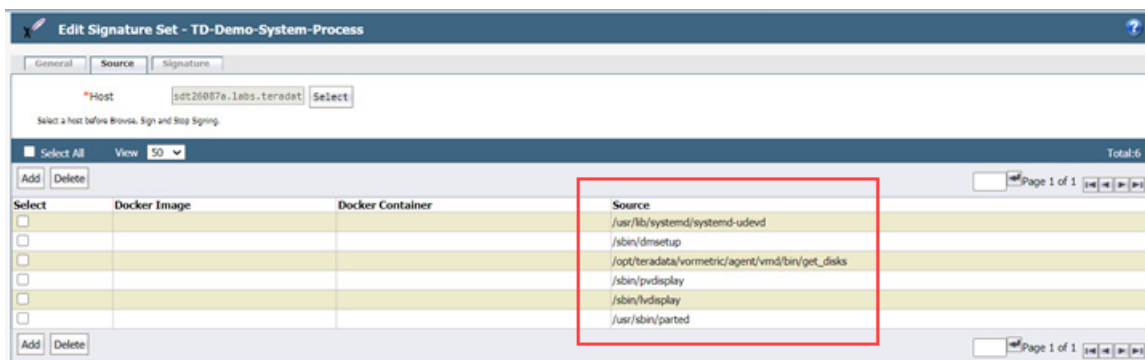 Edit Signature Set - TD-Demo-System-Process ?
General Source Signature
*Host sdt26087a.labs.teradat Select
Select a host before Browse, Sign and Stop Signing.
Select All View 50 Total:6
Add Delete Page 1 of 1
Select Docker Image Docker Container Source
/usr/lib/systemd/systemd-udevd
/sbin/dmsetup
/opt/teradata/vormetric/agent/vmd/bin/get_disks
/sbin/pvdisplay
/sbin/lvdisplay
/usr/sbin/parted
Add Delete Page 1 of 1